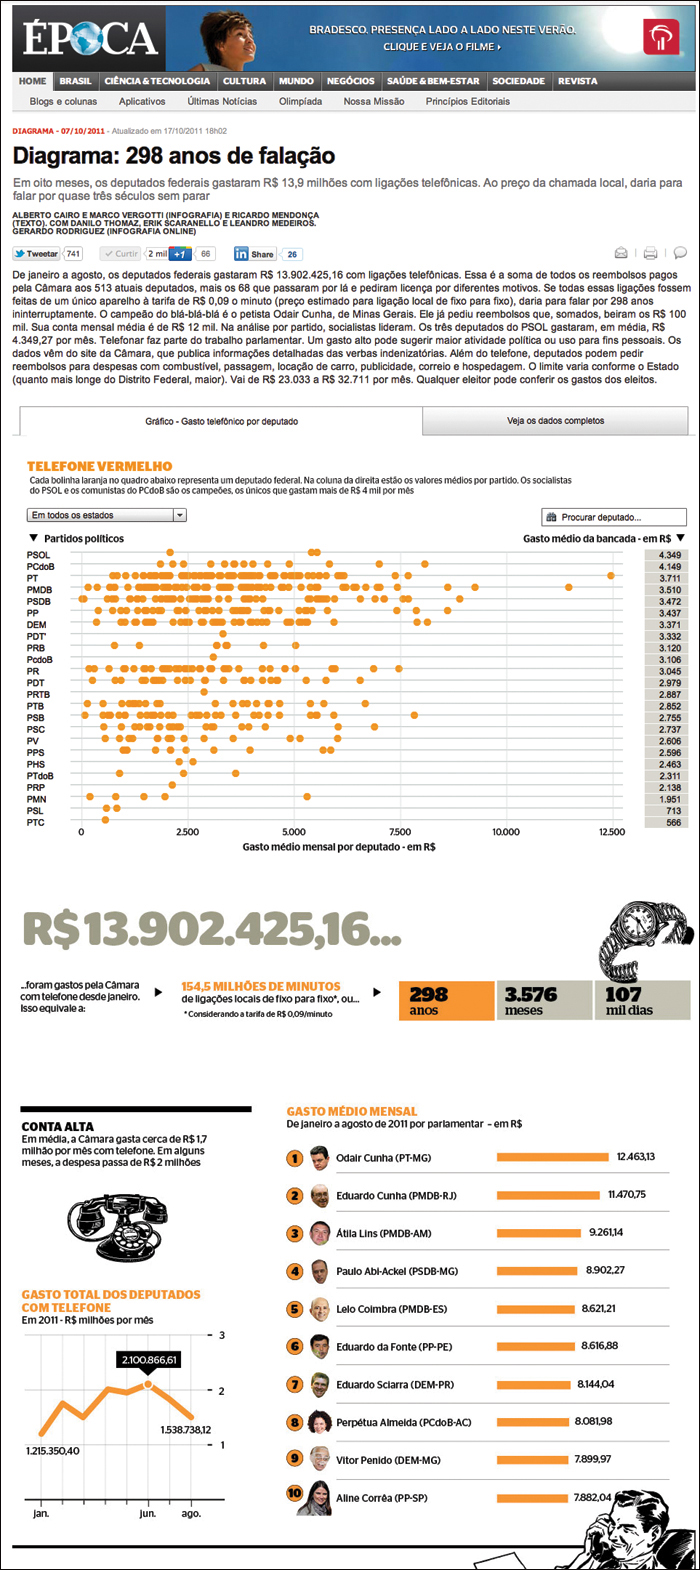 ÉPOCA
BRADESCO. PRESENÇA LADO A LADO NESTE VERÃO.
CLIQUE E VEJA O FILME ›
HOME BRASIL CIÊNCIA & TECNOLOGIA CULTURA MUNDO NEGÓCIOS SAÚDE & BEM-ESTAR SOCIEDADE REVISTA
Blogs e colunas Aplicativos Últimas Notícias Olimpíada Nossa Missão Princípios Editoriais
DIAGRAMA - 07/10/2011 - Atualizado em 17/10/2011 18h02
Diagrama: 298 anos de falação
Em oito meses, os deputados federais gastaram R$ 13,9 milhões com ligações telefônicas. Ao preço da chamada local, daria para
falar por quase três séculos sem parar
ALBERTO CAIRO E MARCO VERGOTTI (INFOGRAFIA) E RICARDO MENDONÇA
(TEXTO). COM DANILO THOMAZ, ERIK SCARANELLO E LEANDRO MEDEIROS.
GERARDO RODRIGUEZ (INFOGRAFIA ONLINE)
Tweetar 741 Curtir 2 mil +1 66 in Share 26
De janeiro a agosto, os deputados federais gastaram R$ 13.902.425,16 com ligações telefônicas. Essa é a soma de todos os reembolsos pagos
pela Câmara aos 513 atuais deputados, mais os 68 que passaram por lá e pediram licença por diferentes motivos. Se todas essas ligações fossem
feitas de um único aparelho à tarifa de R$ 0,09 o minuto (preço estimado para ligação local de fixo para fixo), daria para falar por 298 anos
ininterruptamente. O campeão do blá-blá-blá é o petista Odair Cunha, de Minas Gerais. Ele já pediu reembolsos que, somados, beiram os R$ 100
mil. Sua conta mensal média é de R$ 12 mil. Na análise por partido, socialistas lideram. Os três deputados do PSOL gastaram, em média, R$
4.349,27 por mês. Telefonar faz parte do trabalho parlamentar. Um gasto alto pode sugerir maior atividade política ou uso para fins pessoais. Os
dados vêm do site da Câmara, que publica informações detalhadas das verbas indenizatórias. Além do telefone, deputados podem pedir
reembolsos para despesas com combustível, passagem, locação de carro, publicidade, correio e hospedagem. O limite varia conforme o Estado
(quanto mais longe do Distrito Federal, maior). Vai de R$ 23.033 a R$ 32.711 por mês. Qualquer eleitor pode conferir os gastos dos eleitos.
Gráfico - Gasto telefônico por deputado Veja os dados completos
TELEFONE VERMELHO
Cada bolinha laranja no quadro abaixo representa um deputado federal. Na coluna da direita estão os valores médios por partido. Os socialistas
do PSOL e os comunistas do PCdoB são os campeões, os únicos que gastam mais de R$ 4 mil por mês
Em todos os estados Procurar deputado...
Partidos políticos Gasto médio da bancada - em R$
PSOL 4.349
PCdoB 4.149
PT 3.711
PMDB 3.510
PSDB 3.472
PP 3.437
DEM 3.371
PDT' 3.332
PRB 3.120
PcdoB 3.106
PR 3.045
PDT 2.979
PRTB 2.887
PTB 2.852
PSB 2.755
PSC 2.737
PV 2.606
PPS 2.596
PHS 2.463
PTdoB 2.311
PRP 2.138
PMN 1.951
PSL 713
PTC 566
0 2.500 5.000 7.500 10.000 12.500
Gasto médio mensal por deputado - em R$
R$ 13.902.425,16...
...foram gastos pela Câmara
com telefone desde janeiro.
Isso equivale a:
154,5 MILHÕES DE MINUTOS
de ligações locais de fixo para fixo*, ou...
* Considerando a tarifa de R$ 0,09/minuto
298
anos
3.576
meses
107
mil dias
CONTA ALTA
Em média, a Câmara gasta cerca de R$ 1,7
milhão por mês com telefone. Em alguns
meses, a despesa passa de R$ 2 milhões
GASTO TOTAL DOS DEPUTADOS
COM TELEFONE
Em 2011 - R$ milhões por mês
3
2.100.866,61
2
1.538.738,12
1
1.215.350,40
jan. jun. ago.
GASTO MÉDIO MENSAL
De janeiro a agosto de 2011 por parlamentar – em R$
1 Odair Cunha (PT-MG) 12.463,13
2 Eduardo Cunha (PMDB-RJ) 11.470,75
3 Átila Lins (PMDB-AM) 9.261,14
4 Paulo Abi-Ackel (PSDB-MG) 8.902,27
5 Lelo Coimbra (PMDB-ES) 8.621,21
6 Eduardo da Fonte (PP-PE) 8.616,88
7 Eduardo Sciarra (DEM-PR) 8.144,04
8 Perpétua Almeida (PCdoB-AC) 8.081,98
9 Vitor Penido (DEM-MG) 7.899,97
10 Aline Corrêa (PP-SP) 7.882,04